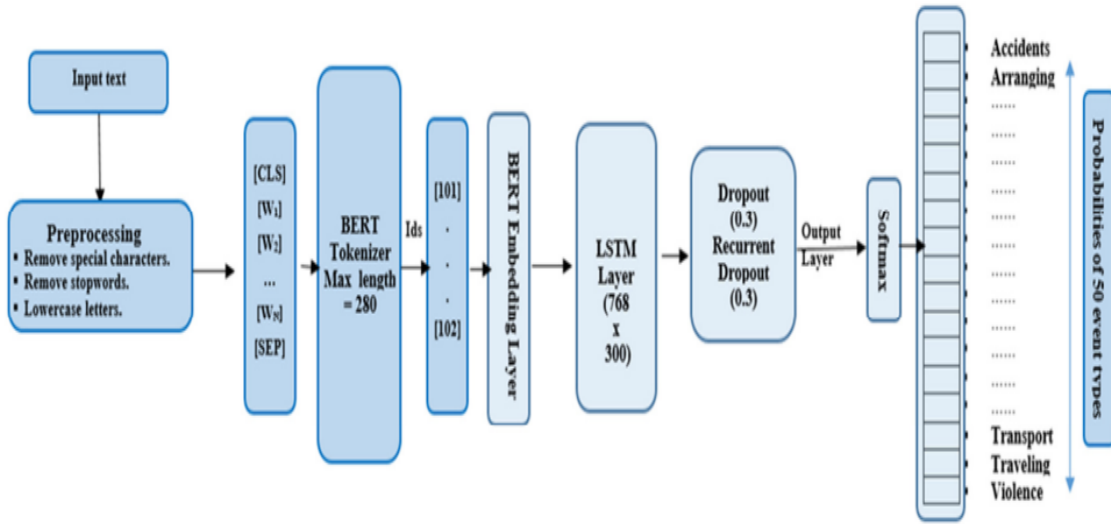 Input text
Preprocessing
▪ Remove special characters.
▪ Remove stopwords.
▪ Lowercase letters.
[CLS]
[W₁]
[W₂]
...
[W_N]
[SEP]
BERT
Tokenizer
Max length
= 280
Ids
[101]
.
.
.
[102]
BERT Embedding Layer
LSTM
Layer
(768
x
300)
Dropout
(0.3)
Recurrent
Dropout
(0.3)
Output
Layer
Softmax
Accidents
Arranging
......
......
......
......
......
......
......
......
......
......
......
......
Transport
Traveling
Violence
Probabilities of 50 event types